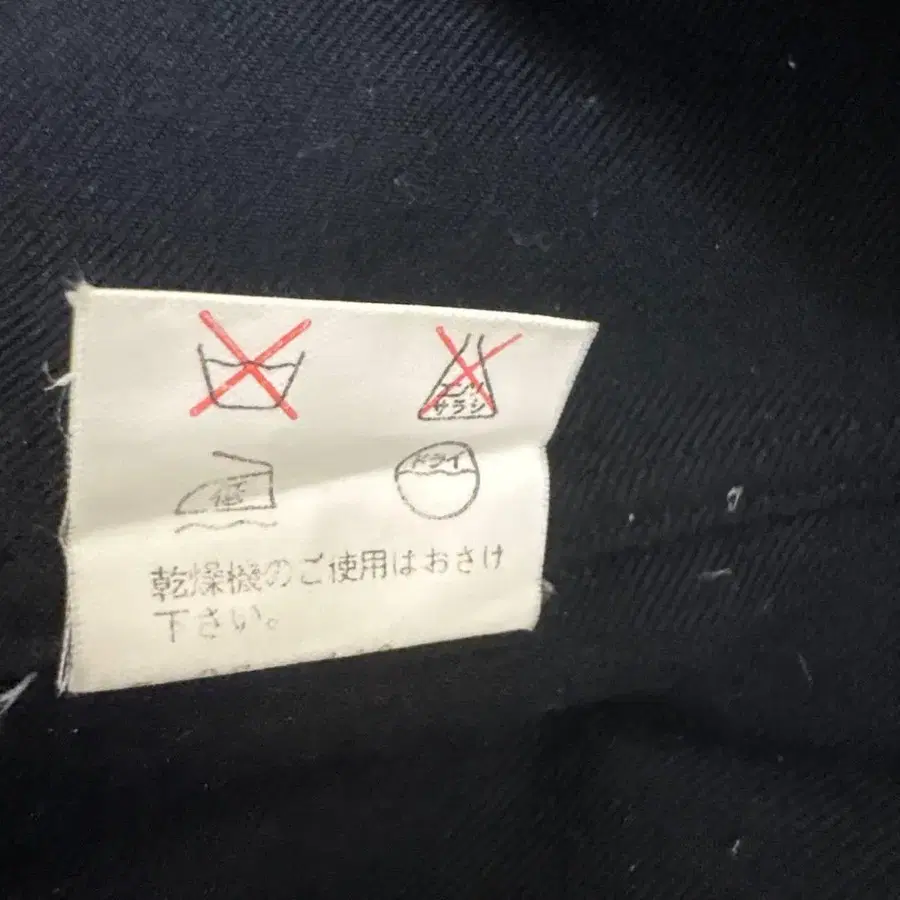 エンソ
サラシ
低
ドライ
乾燥機のご使用はおさけ
下さい。